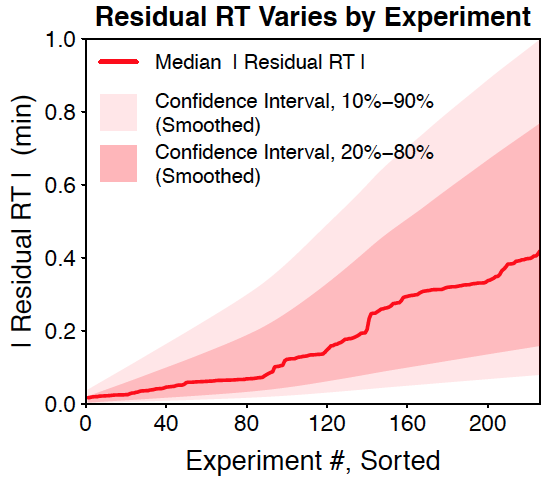 Residual RT Varies by Experiment
Median | Residual RT |
Confidence Interval, 10%–90%
(Smoothed)
Confidence Interval, 20%–80%
(Smoothed)
| Residual RT | (min)
1.0
0.8
0.6
0.4
0.2
0.0
0 40 80 120 160 200
Experiment #, Sorted